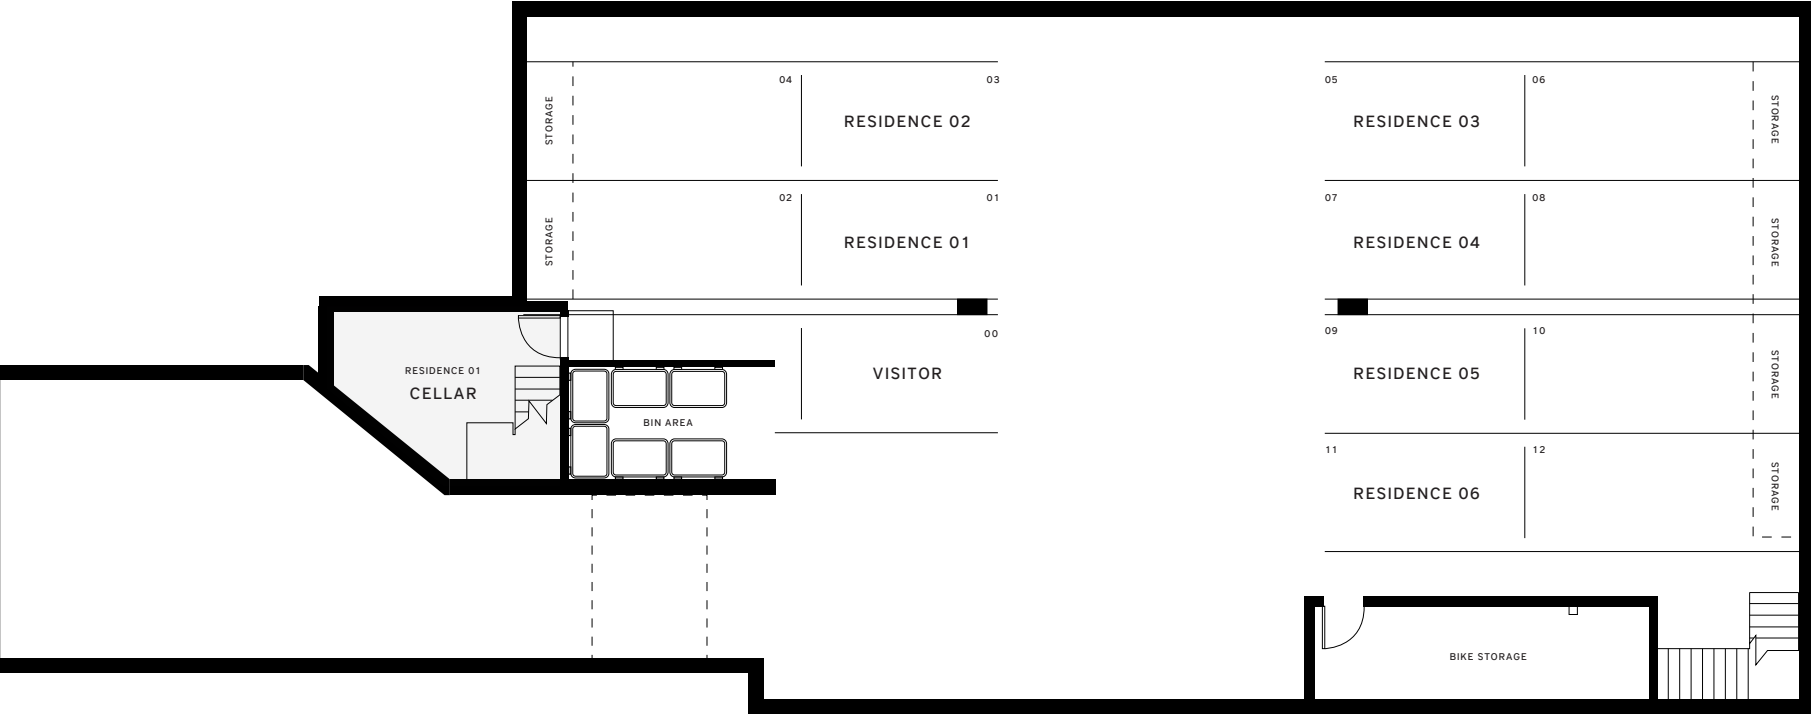 04
03
05
06
STORAGE
RESIDENCE 02
RESIDENCE 03
STORAGE
02
01
07
08
STORAGE
RESIDENCE 01
RESIDENCE 04
STORAGE
00
09
10
RESIDENCE 01
CELLAR
VISITOR
RESIDENCE 05
STORAGE
BIN AREA
11
12
RESIDENCE 06
STORAGE
BIKE STORAGE